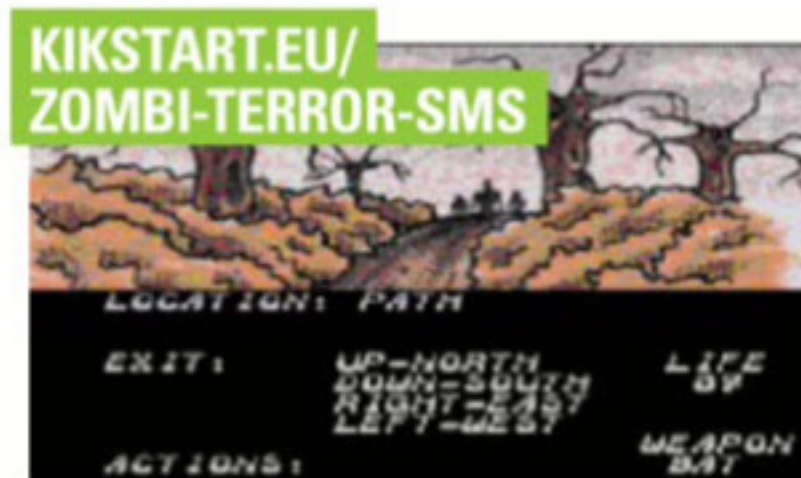 KIKSTART.EU/
ZOMBI-TERROR-SMS
LOCATION: PATH
EXIT: UP-NORTH LIFE
DOWN-SOUTH
RIGHT-EAST
LEFT-WEST
WEAPON
ACTIONS: BAT